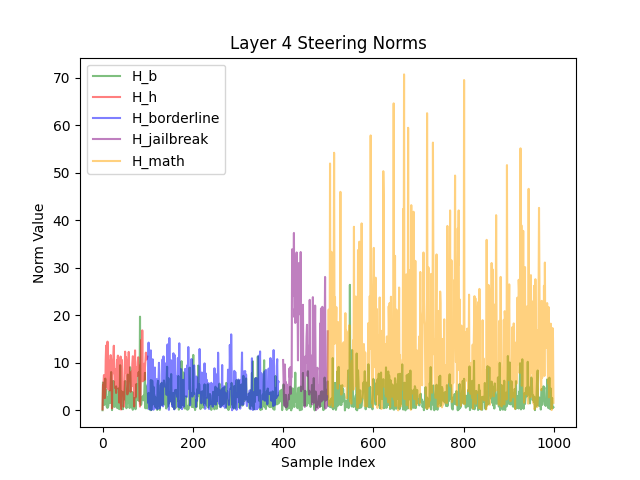 Layer 4 Steering Norms
Norm Value
70
60
50
40
30
20
10
0
H_b
H_h
H_borderline
H_jailbreak
H_math
0 200 400 600 800 1000
Sample Index